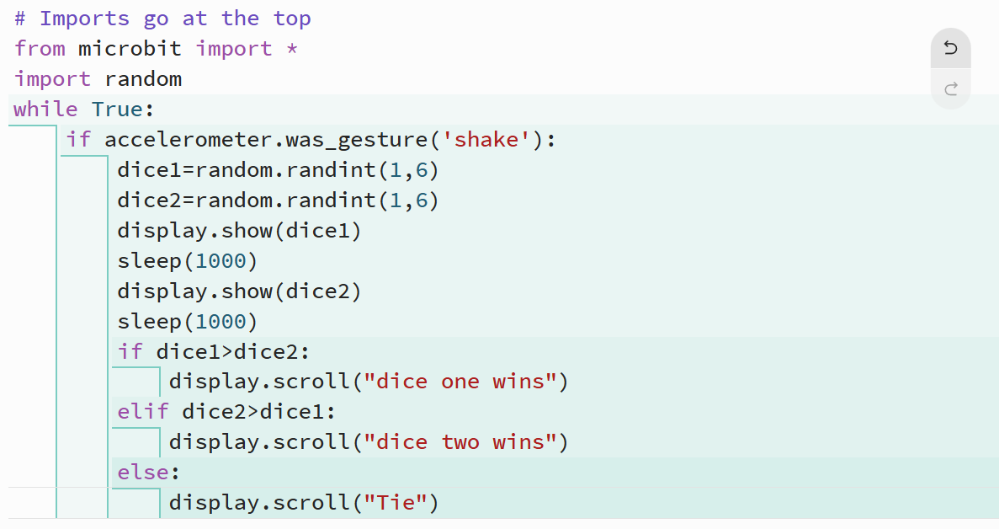 # Imports go at the top
from microbit import *
import random
while True:
    if accelerometer.was_gesture('shake'):
        dice1=random.randint(1,6)
        dice2=random.randint(1,6)
        display.show(dice1)
        sleep(1000)
        display.show(dice2)
        sleep(1000)
        if dice1>dice2:
            display.scroll("dice one wins")
        elif dice2>dice1:
            display.scroll("dice two wins")
        else:
            display.scroll("Tie")